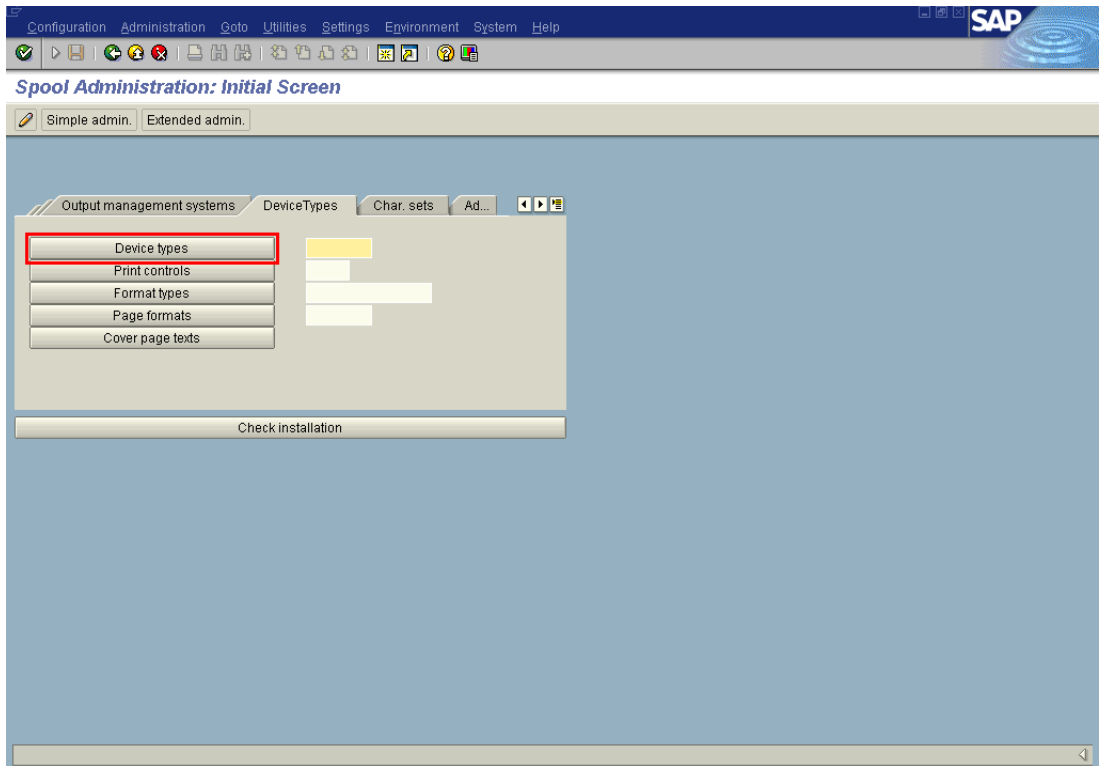 Configuration Administration Goto Utilities Settings Environment System Help
SAP
Spool Administration: Initial Screen
Simple admin. Extended admin.
Output management systems DeviceTypes Char. sets Ad...
Device types
Print controls
Format types
Page formats
Cover page texts
Check installation